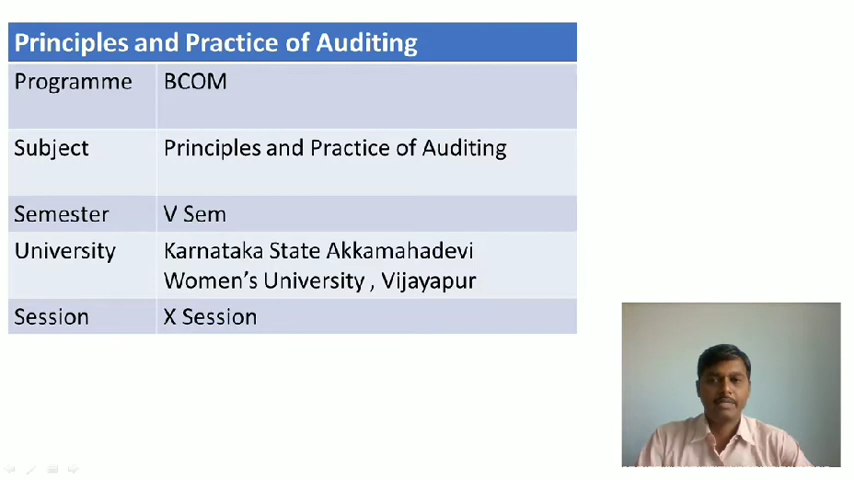 Principles and Practice of Auditing
Programme BCOM
Subject Principles and Practice of Auditing
Semester V Sem
University Karnataka State Akkamahadevi
Women's University , Vijayapur
Session X Session